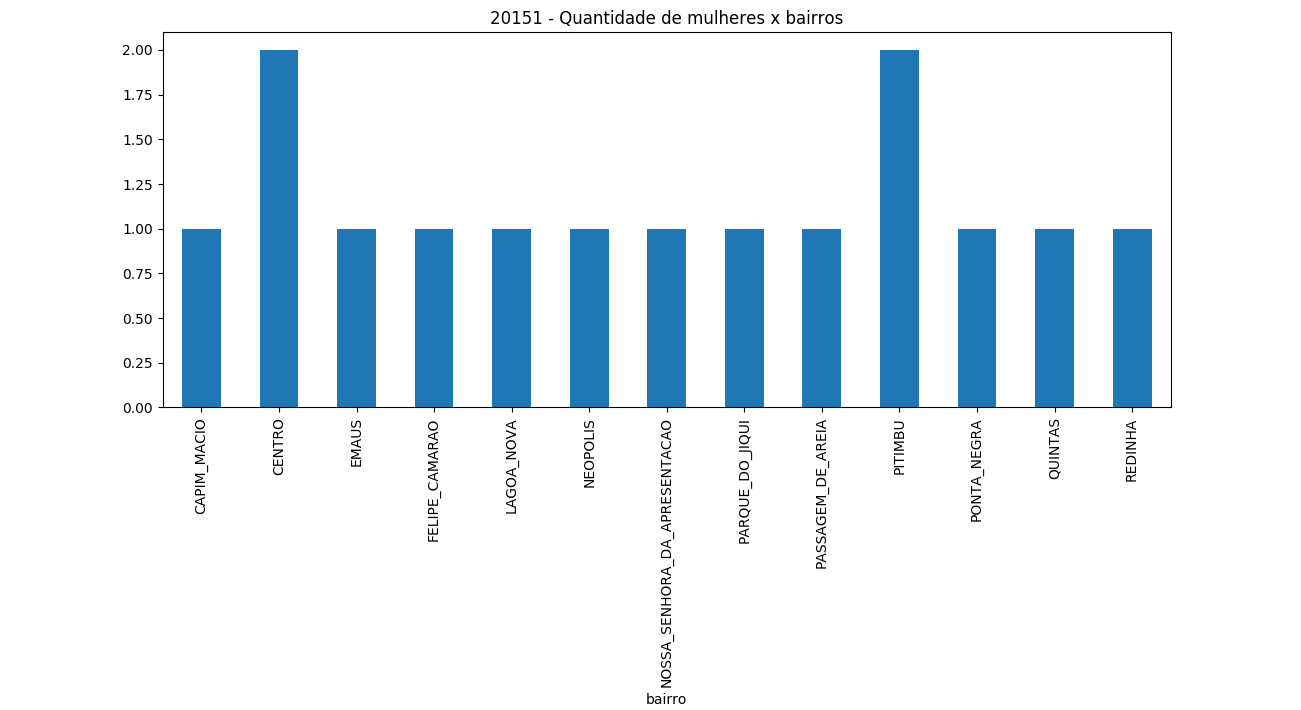 20151 - Quantidade de mulheres x bairros
2.00
1.75
1.50
1.25
1.00
0.75
0.50
0.25
0.00
CAPIM_MACIO
CENTRO
EMAUS
FELIPE_CAMARAO
LAGOA_NOVA
NEOPOLIS
NOSSA_SENHORA_DA_APRESENTACAO
PARQUE_DO_JIQUI
PASSAGEM_DE_AREIA
PITIMBU
PONTA_NEGRA
QUINTAS
REDINHA
bairro